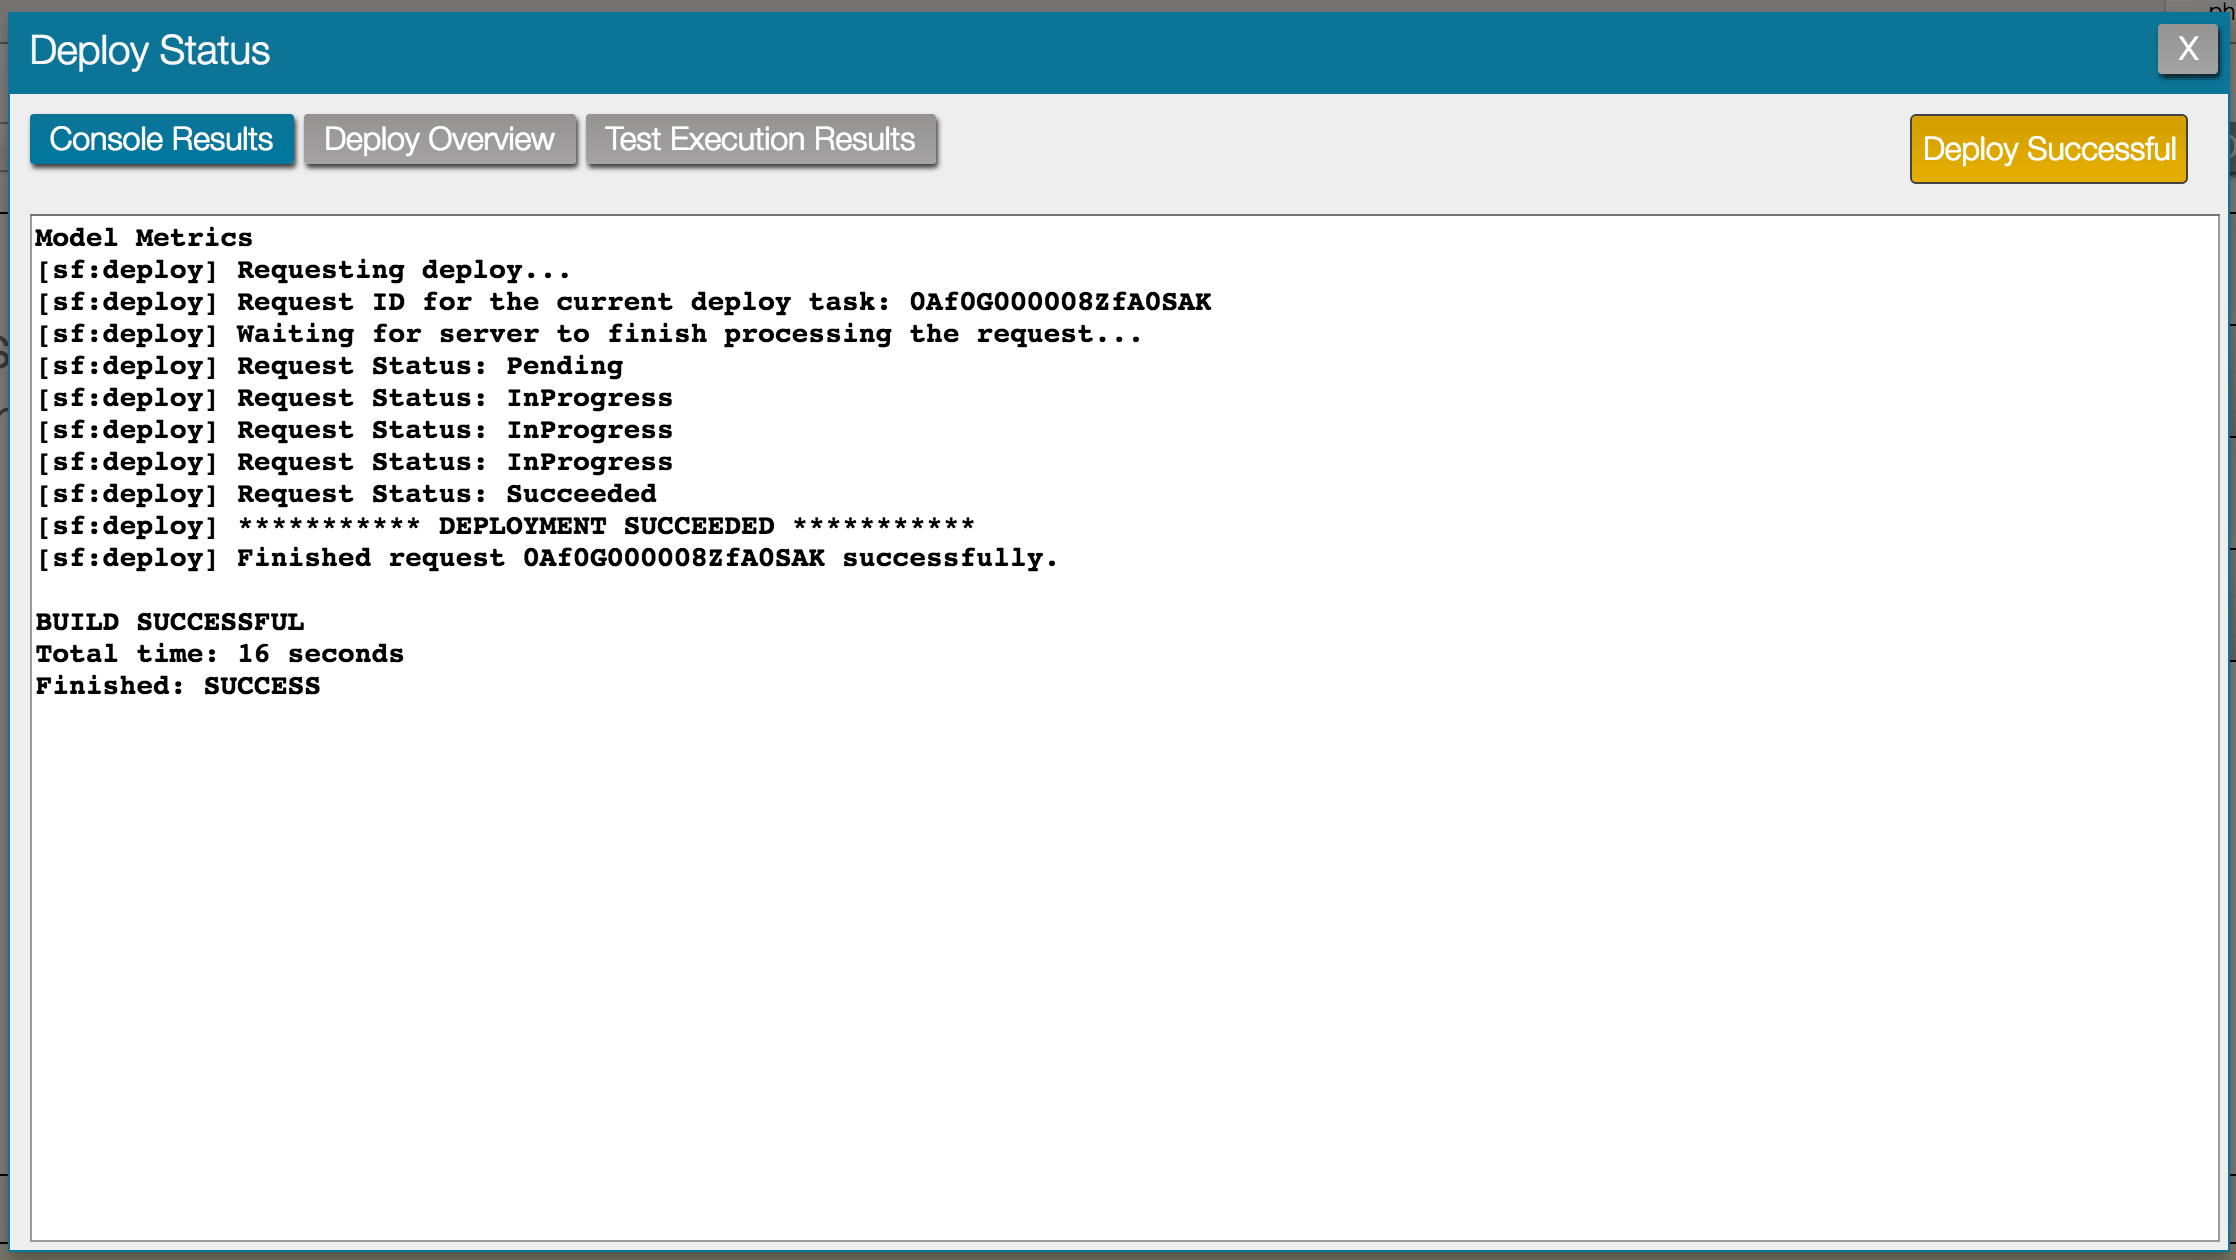 Deploy Status
X
Console Results
Deploy Overview
Test Execution Results
Deploy Successful
Model Metrics
[sf:deploy] Requesting deploy...
[sf:deploy] Request ID for the current deploy task: 0Af0G000008ZfA0SAK
[sf:deploy] Waiting for server to finish processing the request...
[sf:deploy] Request Status: Pending
[sf:deploy] Request Status: InProgress
[sf:deploy] Request Status: InProgress
[sf:deploy] Request Status: InProgress
[sf:deploy] Request Status: Succeeded
[sf:deploy] *********** DEPLOYMENT SUCCEEDED ***********
[sf:deploy] Finished request 0Af0G000008ZfA0SAK successfully.
BUILD SUCCESSFUL
Total time: 16 seconds
Finished: SUCCESS